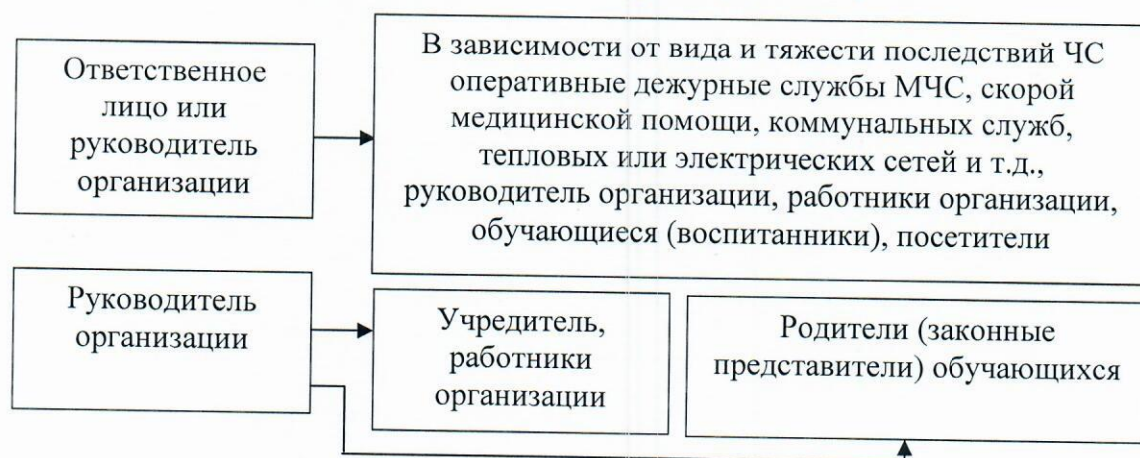 Ответственное
лицо или
руководитель
организации
В зависимости от вида и тяжести последствий ЧС
оперативные дежурные службы МЧС, скорой
медицинской помощи, коммунальных служб,
тепловых или электрических сетей и т.д.,
руководитель организации, работники организации,
обучающиеся (воспитанники), посетители
Руководитель
организации
Учредитель,
работники
организации
Родители (законные
представители) обучающихся